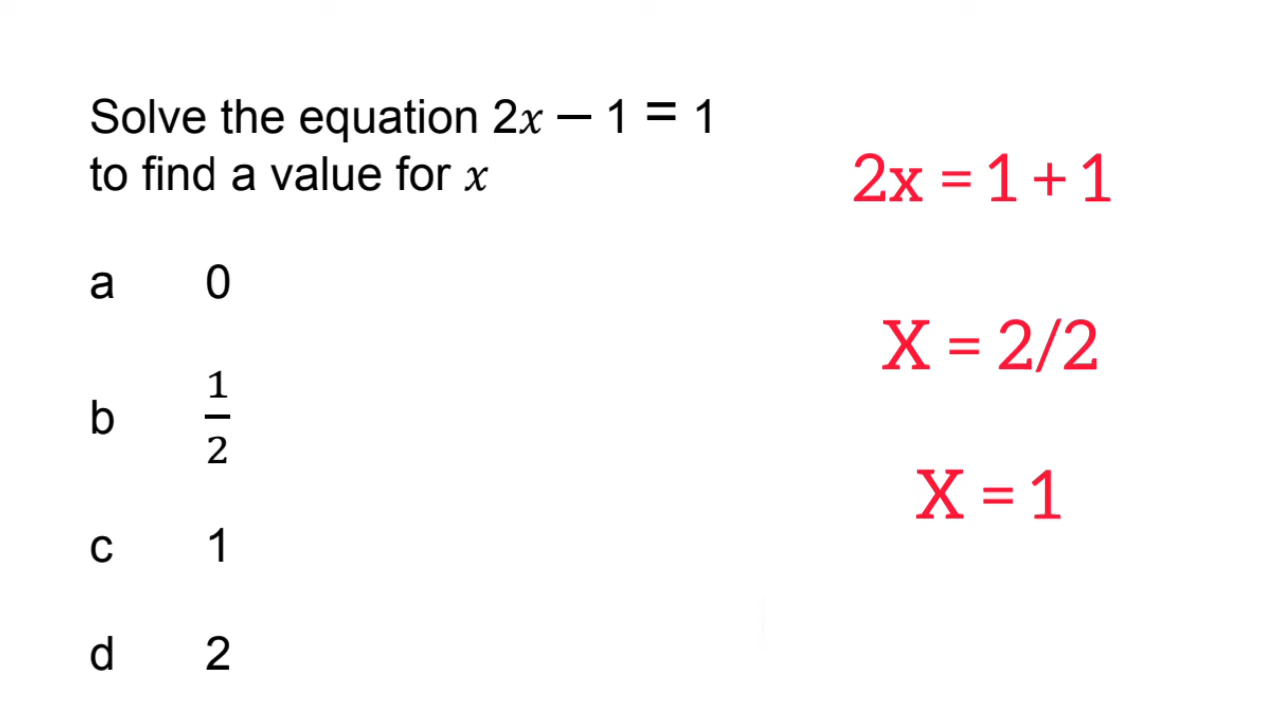 Solve the equation 2x − 1 = 1
to find a value for x
2x = 1 + 1
a 0
X = 2/2
b 1/2
X = 1
c 1
d 2